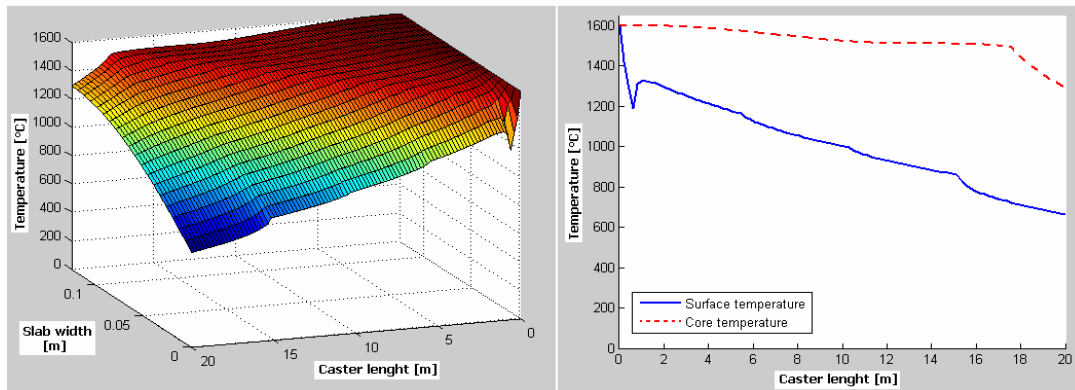 1600
1400
1200
1000
800
600
400
200
0
Temperature [°C]
0.1
0.05
0
Slab width
[m]
20
15
10
5
0
Caster lenght [m]
1600
1400
1200
1000
800
600
400
200
0
Temperature [°C]
Surface temperature
Core temperature
0 2 4 6 8 10 12 14 16 18 20
Caster lenght [m]